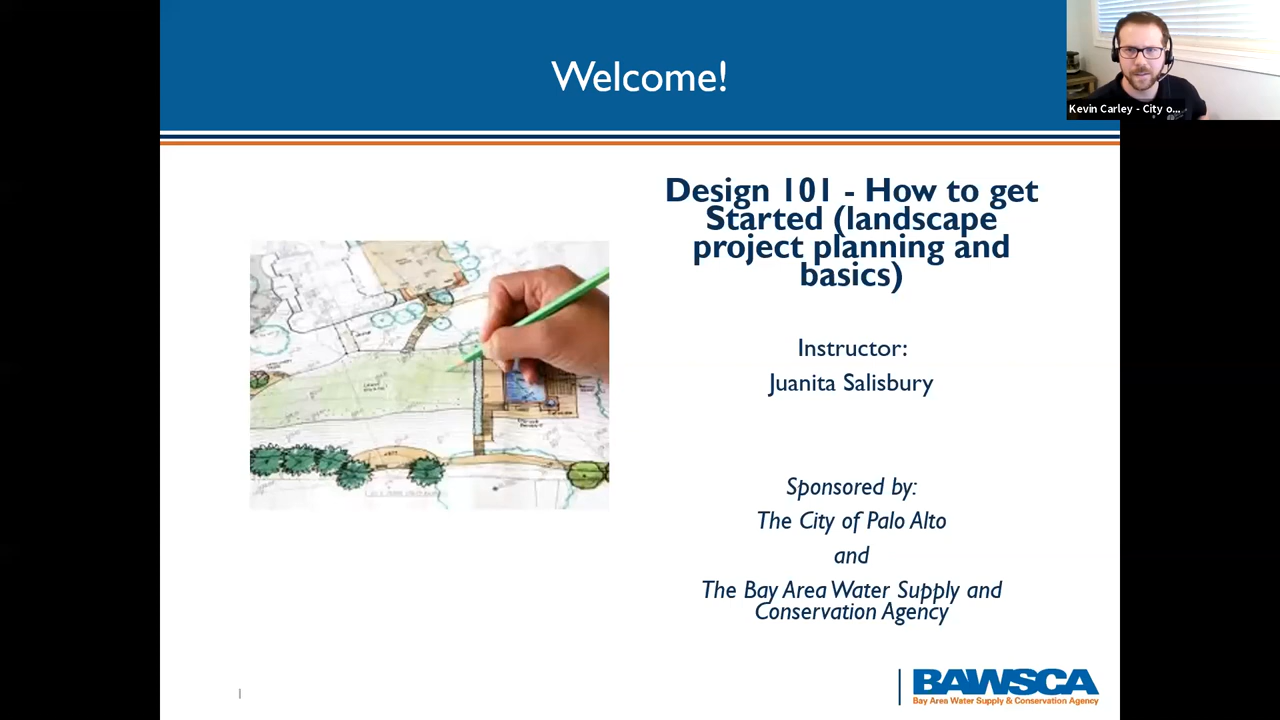 Welcome!
Kevin Carley - City o...
Design 101 - How to get
Started (landscape
project planning and
basics)
Instructor:
Juanita Salisbury
Sponsored by:
The City of Palo Alto
and
The Bay Area Water Supply and
Conservation Agency
BAWSCA
Bay Area Water Supply & Conservation Agency
1